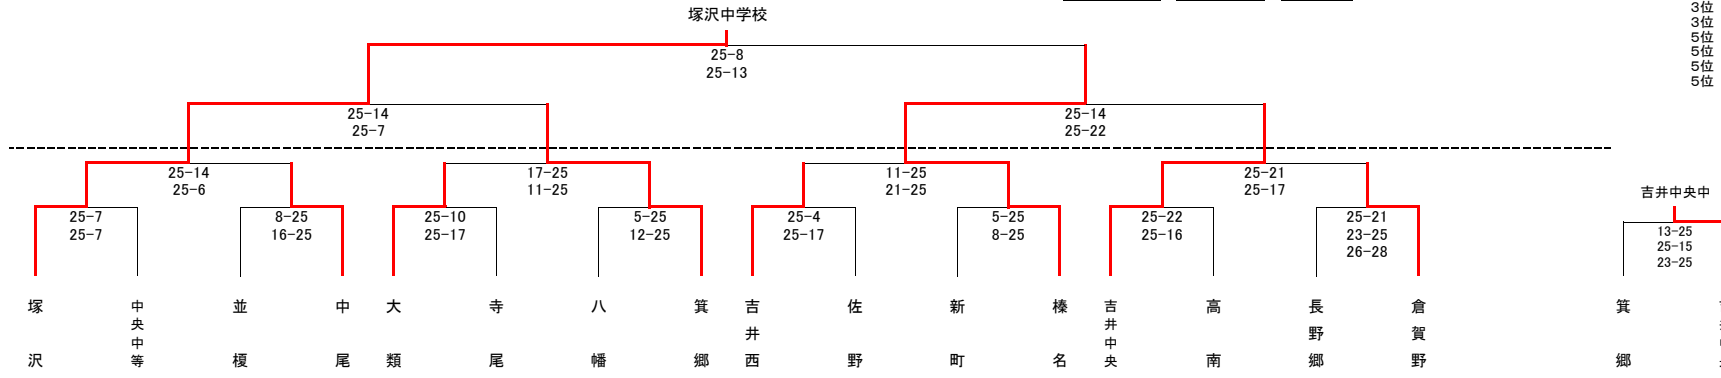 塚沢中学校
3位
3位
5位
5位
5位
5位
25-8
25-13
25-14
25-7
25-14
25-22
25-14
25-6
17-25
11-25
11-25
21-25
25-21
25-17
吉井中央中
25-7
25-7
8-25
16-25
25-10
25-17
5-25
12-25
25-4
25-17
5-25
8-25
25-22
25-16
25-21
23-25
26-28
13-25
25-15
23-25
塚沢
中央中等
並榎
中尾
大類
寺尾
八幡
箕郷
吉井西
佐野
新町
榛名
吉井中央
高南
長野郷
倉賀野
箕郷